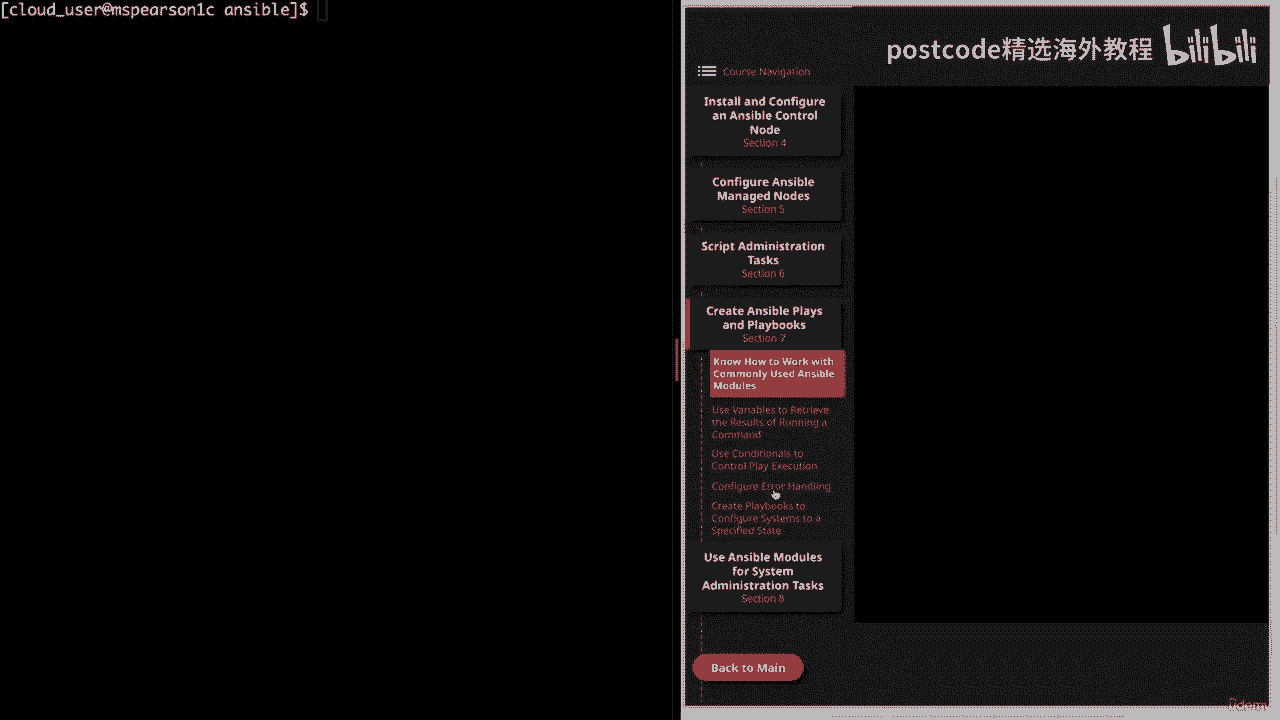 [cloud_user@mspearson1c ansible]$
postcode精选海外教程 bilibili
Course Navigation
Install and Configure
an Ansible Control
Node
Section 4
Configure Ansible
Managed Nodes
Section 5
Script Administration
Tasks
Section 6
Create Ansible Plays
and Playbooks
Section 7
Know How to Work with
Commonly Used Ansible
Modules
Use Variables to Retrieve
the Results of Running a
Command
Use Conditionals to
Control Play Execution
Configure Error Handling
Create Playbooks to
Configure Systems to a
Specified State
Use Ansible Modules
for System
Administration Tasks
Section 8
Back to Main
Udemy